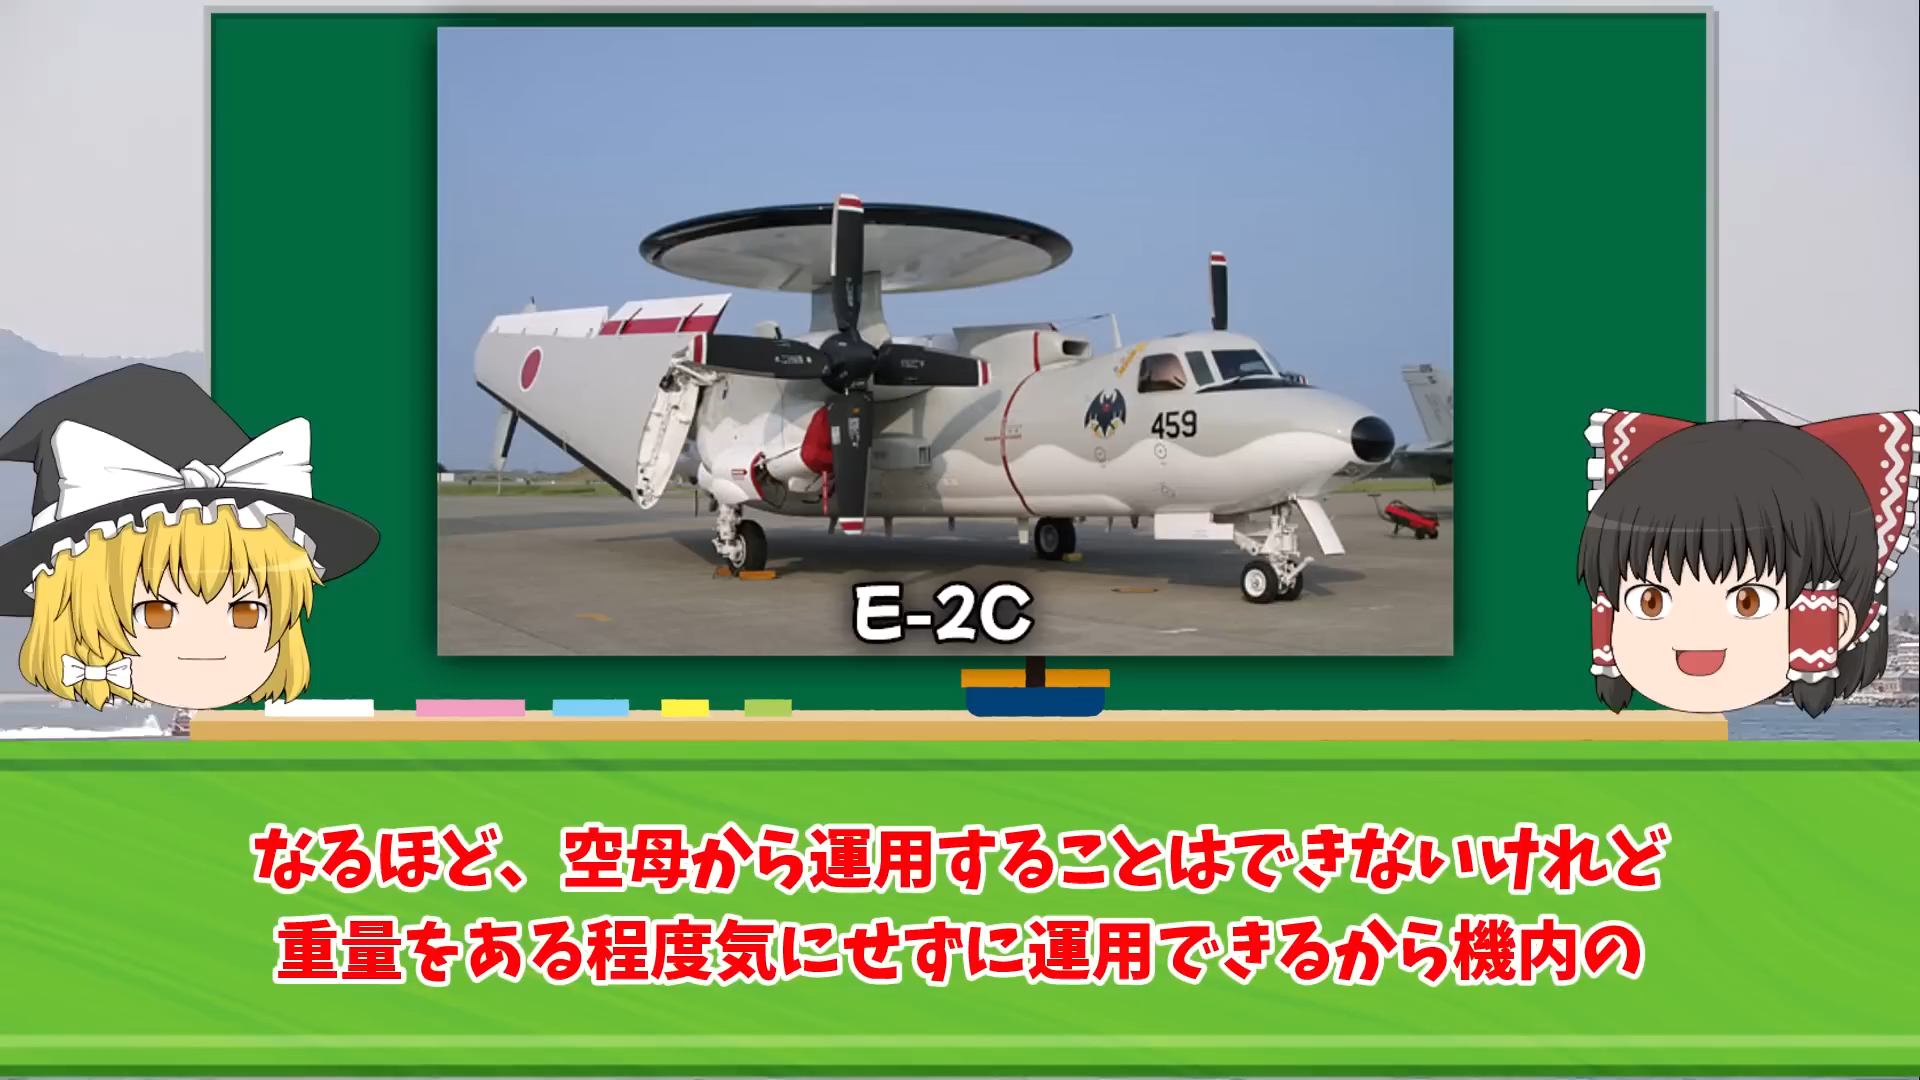 459
E-2C
なるほど、空母から運用することはできないけれど
重量をある程度気にせずに運用できるから機内の